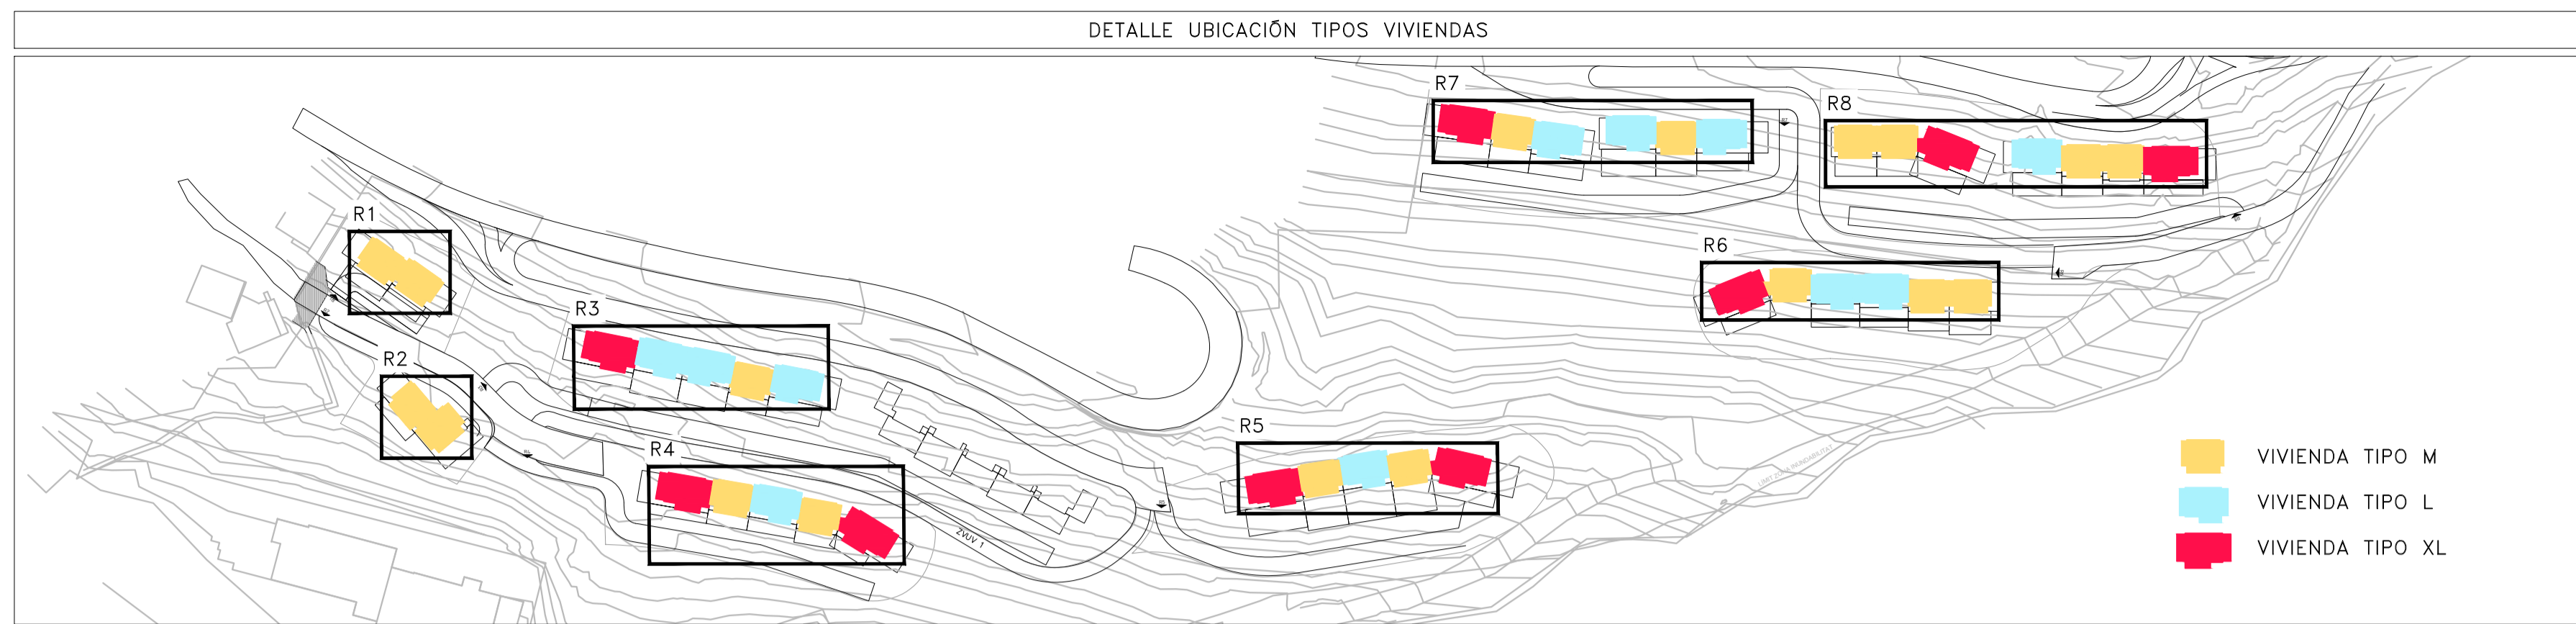 DETALLE UBICACIÓN TIPOS VIVIENDAS
R7
R8
R1
R6
R3
R2
R5
R4
ZVUV 1
VIVIENDA TIPO M
VIVIENDA TIPO L
VIVIENDA TIPO XL